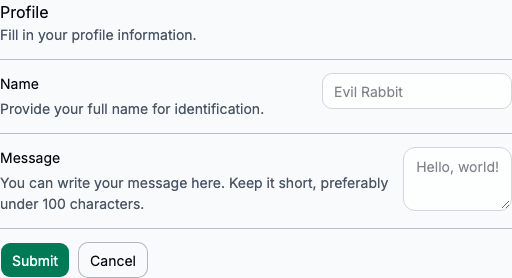 Profile
Fill in your profile information.
Name
Provide your full name for identification.
Evil Rabbit
Message
You can write your message here. Keep it short, preferably
under 100 characters.
Hello, world!
Submit
Cancel